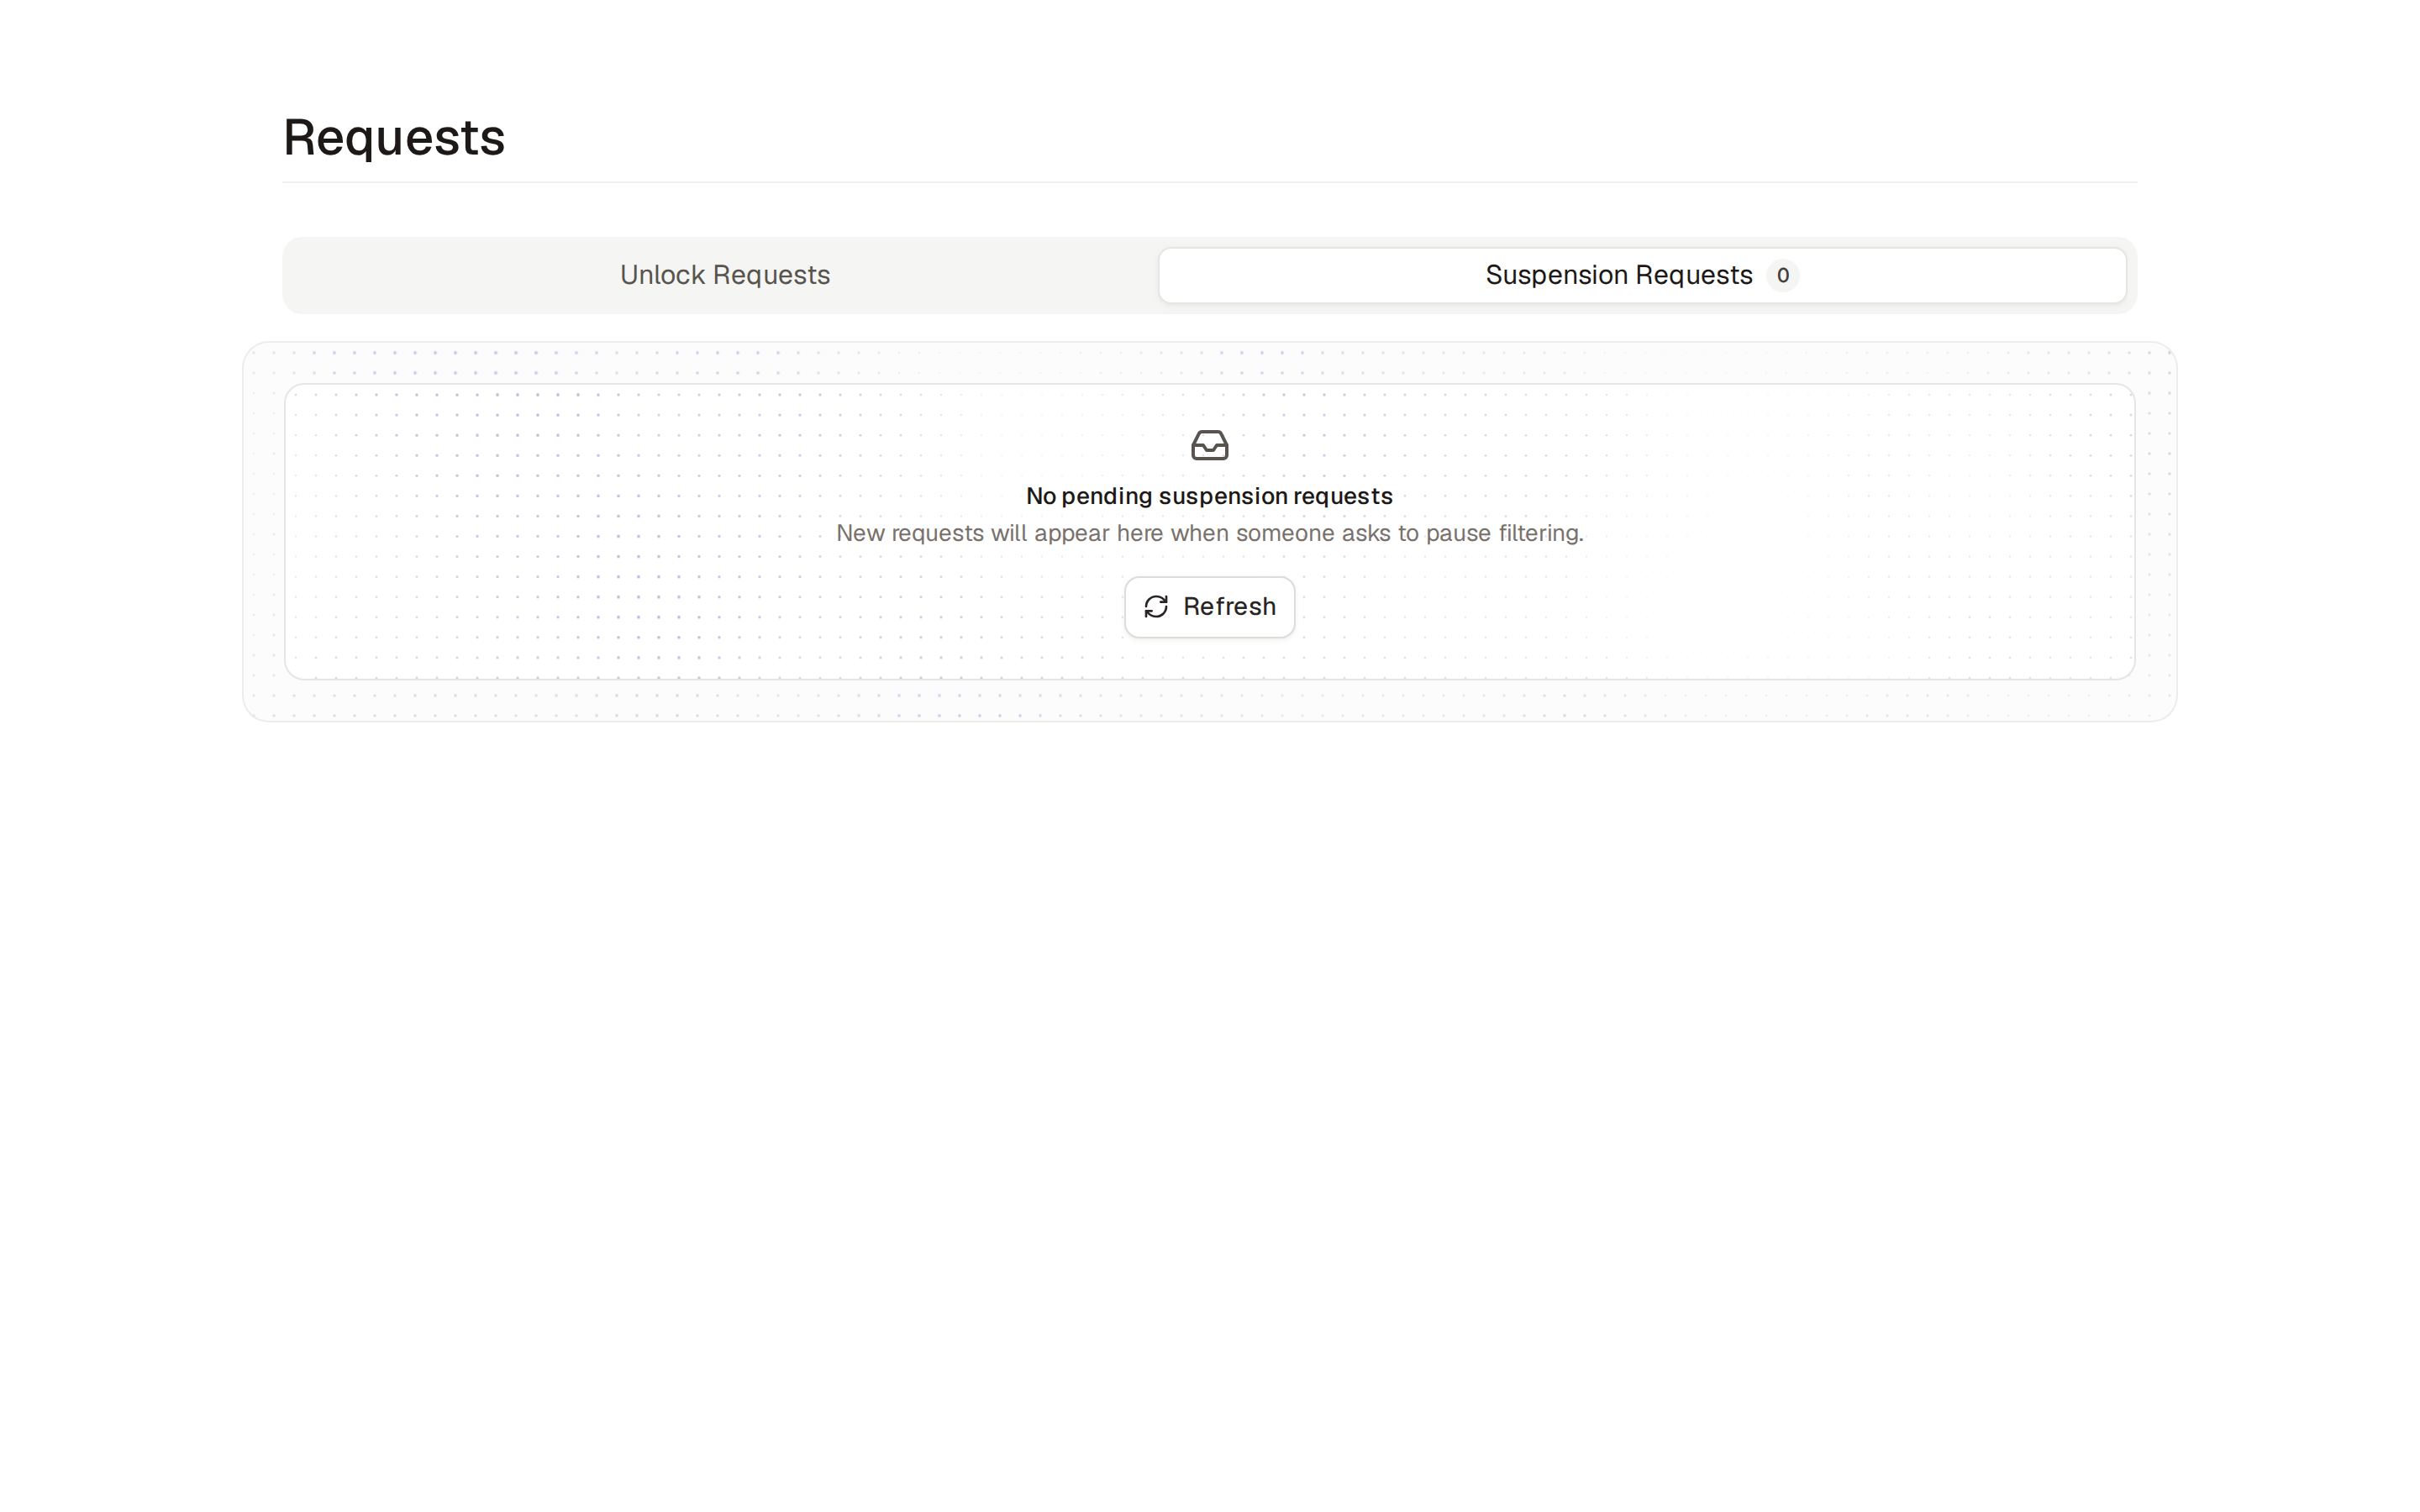 Requests
Unlock Requests
Suspension Requests 0
No pending suspension requests
New requests will appear here when someone asks to pause filtering.
Refresh